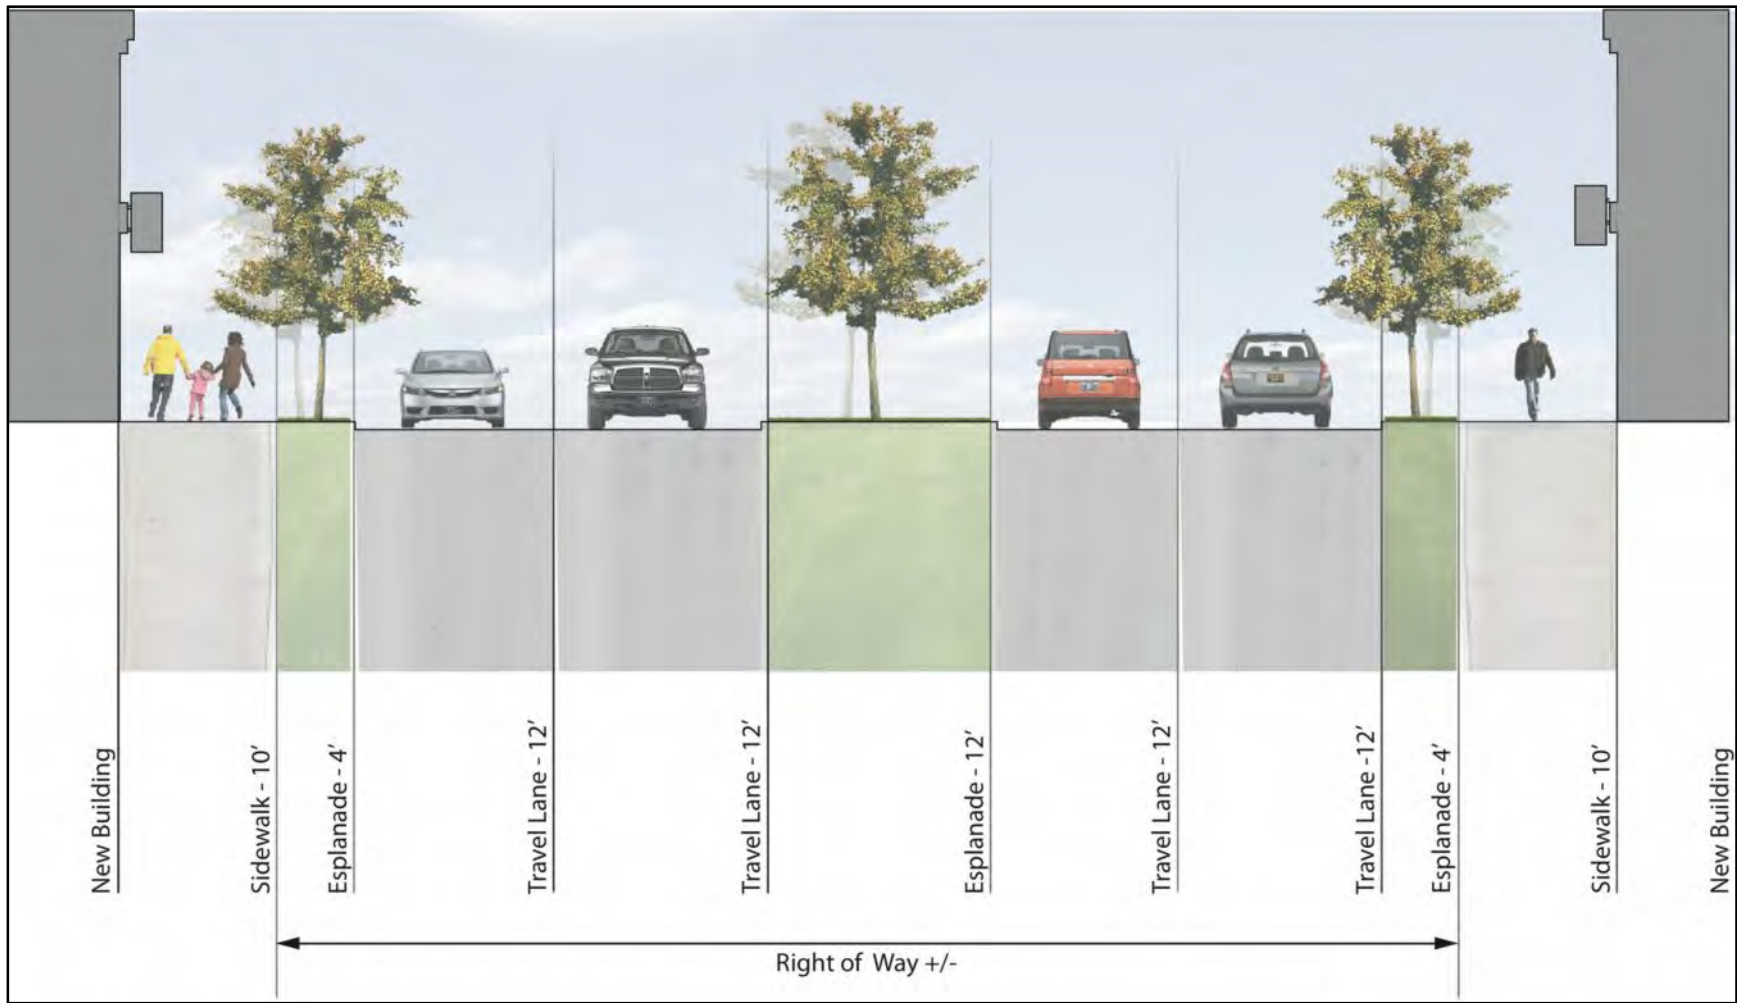 New Building
Sidewalk - 10′
Esplanade - 4′
Travel Lane - 12′
Travel Lane - 12′
Esplanade - 12′
Travel Lane - 12′
Travel Lane -12′
Esplanade - 4′
Sidewalk - 10′
New Building
Right of Way +/-